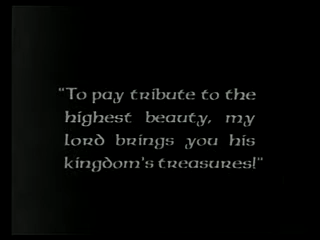 "To pay tribute to the
highest beauty, my
lord brings you his
kingdom's treasures!"